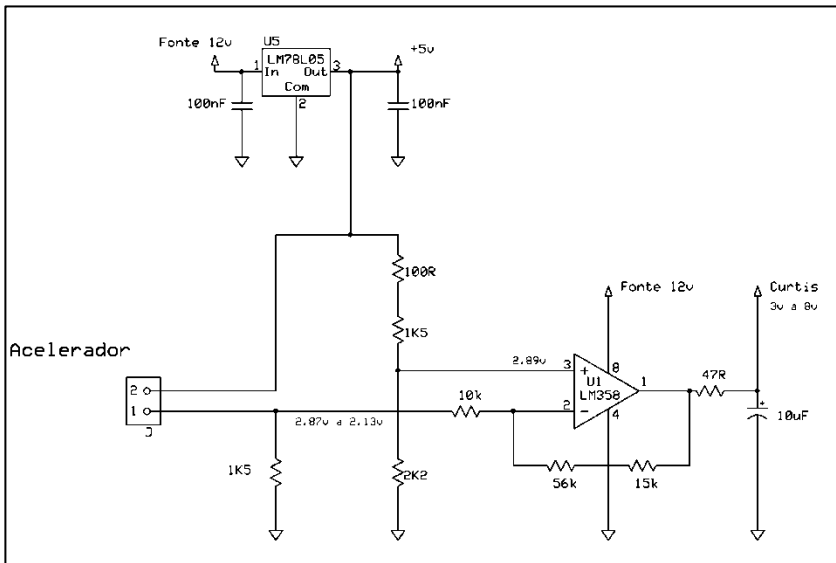 Fonte 12v
U5
LM78L05
+5v
1
In
Out
3
Com
2
100nF
100nF
100R
1K5
Acelerador
2
1
J
2.87v a 2.13v
1K5
2K2
10k
2.89v
3
+
2
-
U1
LM358
8
4
1
Fonte 12v
56k
15k
47R
Curtis
3v a 8v
+
10uF